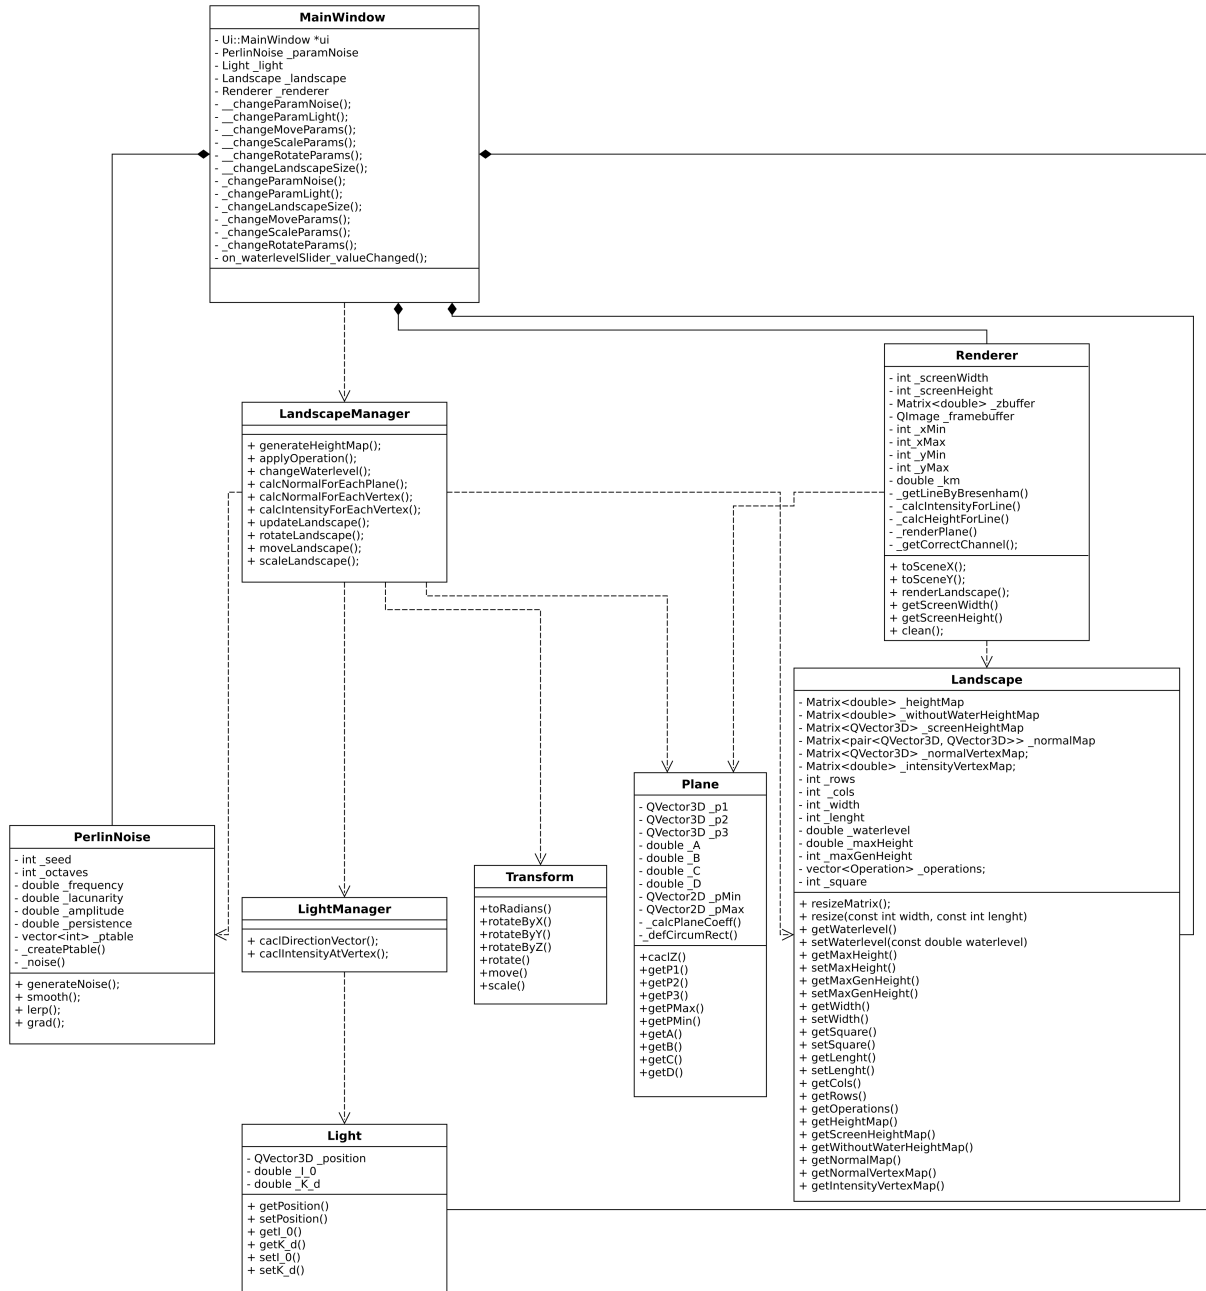 MainWindow
- Ui::MainWindow *ui
- PerlinNoise _paramNoise
- Light _light
- Landscape _landscape
- Renderer _renderer
- __changeParamNoise();
- __changeParamLight();
- __changeMoveParams();
- __changeScaleParams();
- __changeRotateParams();
- __changeLandscapeSize();
- _changeParamNoise();
- _changeParamLight();
- _changeLandscapeSize();
- _changeMoveParams();
- _changeScaleParams();
- _changeRotateParams();
- on_waterlevelSlider_valueChanged();
Renderer
- int _screenWidth
- int _screenHeight
- Matrix<double> _zbuffer
- QImage _framebuffer
- int _xMin
- int_xMax
- int _yMin
- int _yMax
- double _km
- _getLineByBresenham()
- _calcIntensityForLine()
- _calcHeightForLine()
- _renderPlane()
- _getCorrectChannel();
+ toSceneX();
+ toSceneY();
+ renderLandscape();
+ getScreenWidth()
+ getScreenHeight()
+ clean();
LandscapeManager
+ generateHeightMap();
+ applyOperation();
+ changeWaterlevel();
+ calcNormalForEachPlane();
+ calcNormalForEachVertex();
+ calcIntensityForEachVertex();
+ updateLandscape();
+ rotateLandscape();
+ moveLandscape();
+ scaleLandscape();
Landscape
- Matrix<double> _heightMap
- Matrix<double> _withoutWaterHeightMap
- Matrix<QVector3D> _screenHeightMap
- Matrix<pair<QVector3D, QVector3D>> _normalMap
- Matrix<QVector3D> _normalVertexMap;
- Matrix<double> _intensityVertexMap;
- int _rows
- int _cols
- int _width
- int _lenght
- double _waterlevel
- double _maxHeight
- int _maxGenHeight
- vector<Operation> _operations;
- int _square
+ resizeMatrix();
+ resize(const int width, const int lenght)
+ getWaterlevel()
+ setWaterlevel(const double waterlevel)
+ getMaxHeight()
+ setMaxHeight()
+ getMaxGenHeight()
+ setMaxGenHeight()
+ getWidth()
+ setWidth()
+ getSquare()
+ setSquare()
+ getLenght()
+ setLenght()
+ getCols()
+ getRows()
+ getOperations()
+ getHeightMap()
+ getScreenHeightMap()
+ getWithoutWaterHeightMap()
+ getNormalMap()
+ getNormalVertexMap()
+ getIntensityVertexMap()
Plane
- QVector3D _p1
- QVector3D _p2
- QVector3D _p3
- double _A
- double _B
- double _C
- double _D
- QVector2D _pMin
- QVector2D _pMax
- _calcPlaneCoeff()
-_defCircumRect()
+caclZ()
+getP1()
+getP2()
+getP3()
+getPMax()
+getPMin()
+getA()
+getB()
+getC()
+getD()
PerlinNoise
- int _seed
- int _octaves
- double _frequency
- double _lacunarity
- double _amplitude
- double _persistence
- vector<int> _ptable
- _createPtable()
- _noise()
+ generateNoise();
+ smooth();
+ lerp();
+ grad();
Transform
+toRadians()
+rotateByX()
+rotateByY()
+rotateByZ()
+rotate()
+move()
+scale()
LightManager
+ caclDirectionVector();
+ caclIntensityAtVertex();
Light
- QVector3D _position
- double _I_0
- double _K_d
+ getPosition()
+ setPosition()
+ getI_0()
+ getK_d()
+ setI_0()
+ setK_d()